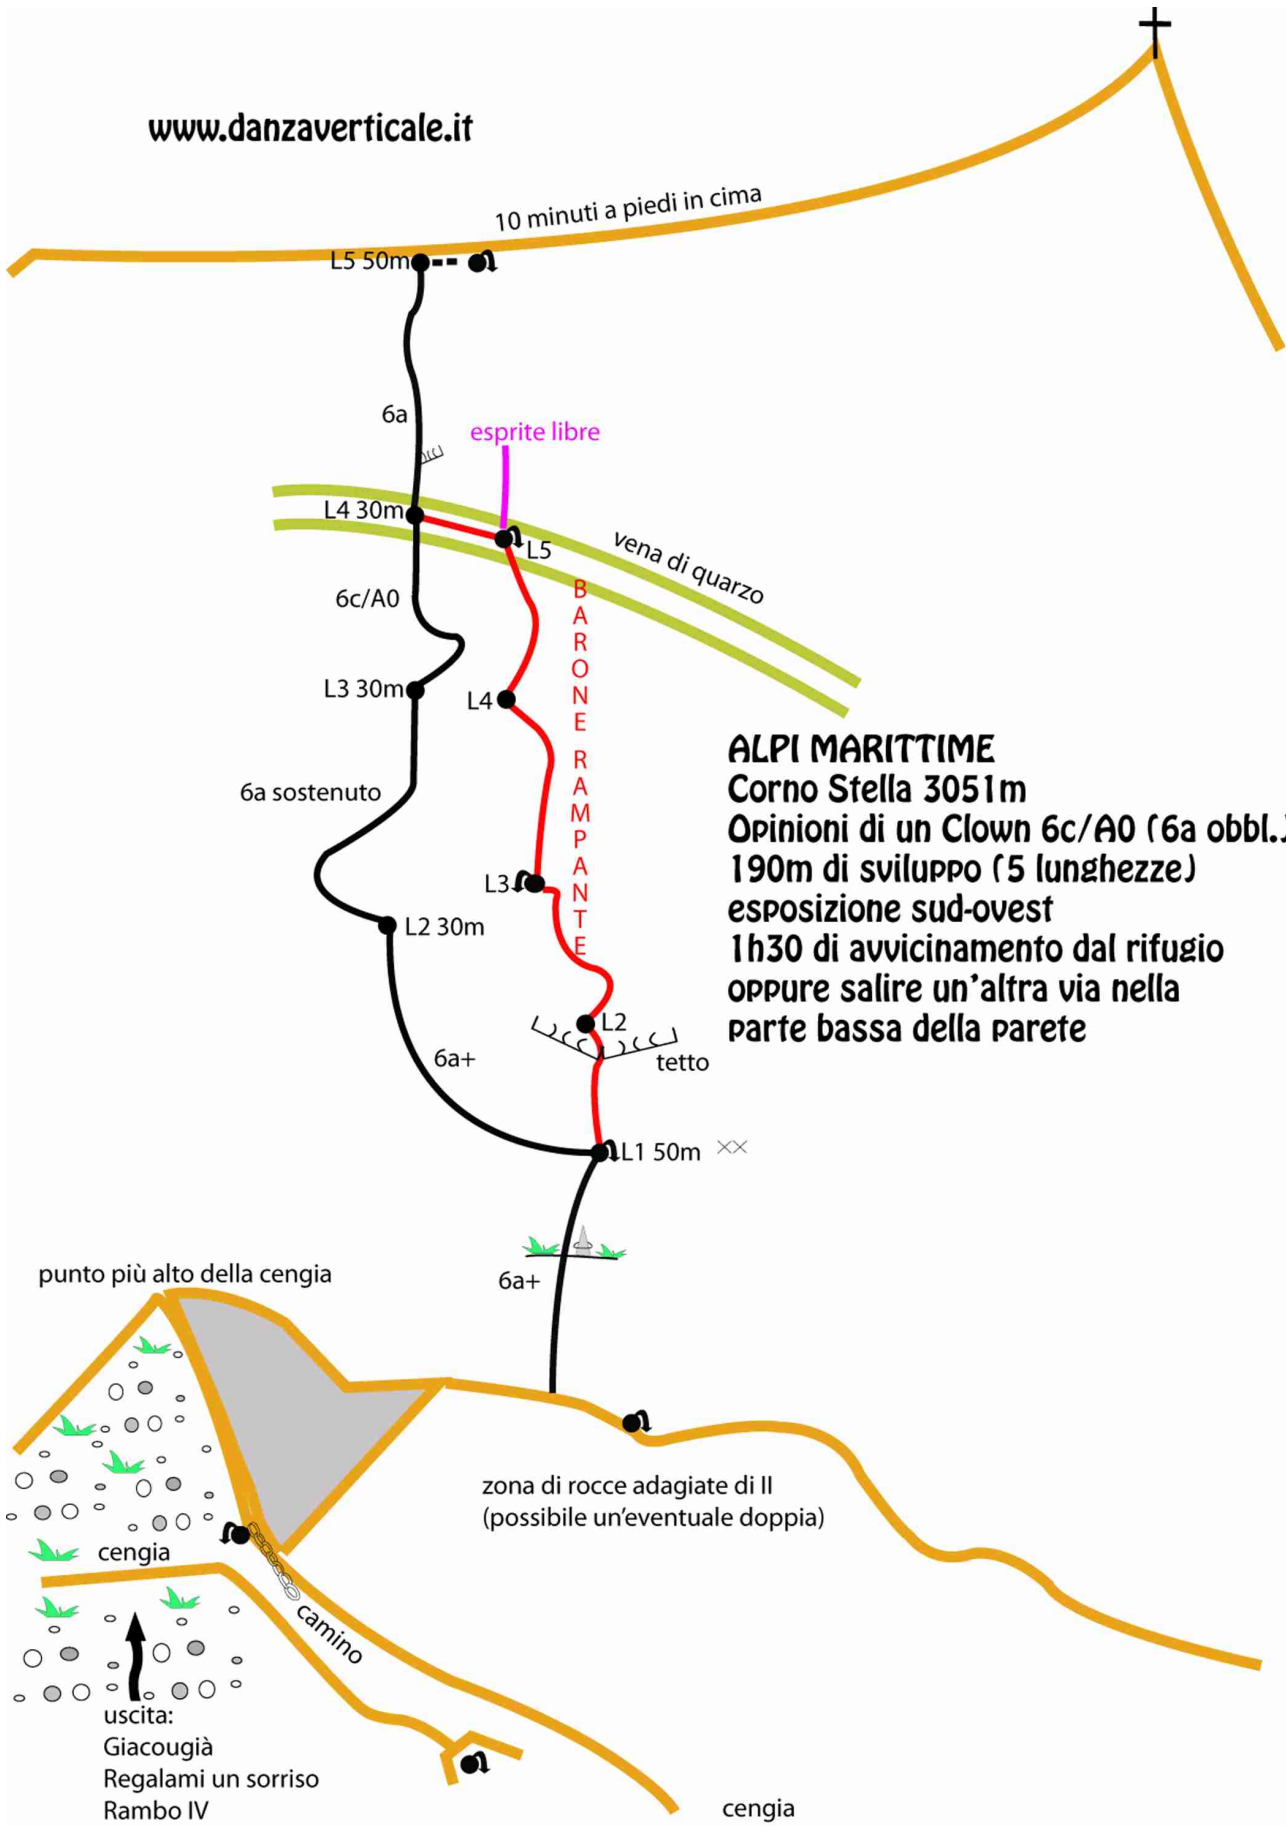 www.danzaverticale.it
10 minuti a piedi in cima
L5 50m
6a
esprite libre
L4 30m
L5
vena di quarzo
6c/A0
BARONE RAMPANTE
L3 30m
L4
ALPI MARITTIME
Corno Stella 3051m
Opinioni di un Clown 6c/A0 (6a obbl.)
190m di sviluppo (5 lunghezze)
esposizione sud-ovest
1h30 di avvicinamento dal rifugio
oppure salire un'altra via nella
parte bassa della parete
6a sostenuto
L3
L2 30m
L2
6a+
tetto
L1 50m
6a+
punto più alto della cengia
zona di rocce adagiate di II
(possibile un'eventuale doppia)
cengia
camino
uscita:
Giacougià
Regalami un sorriso
Rambo IV
cengia